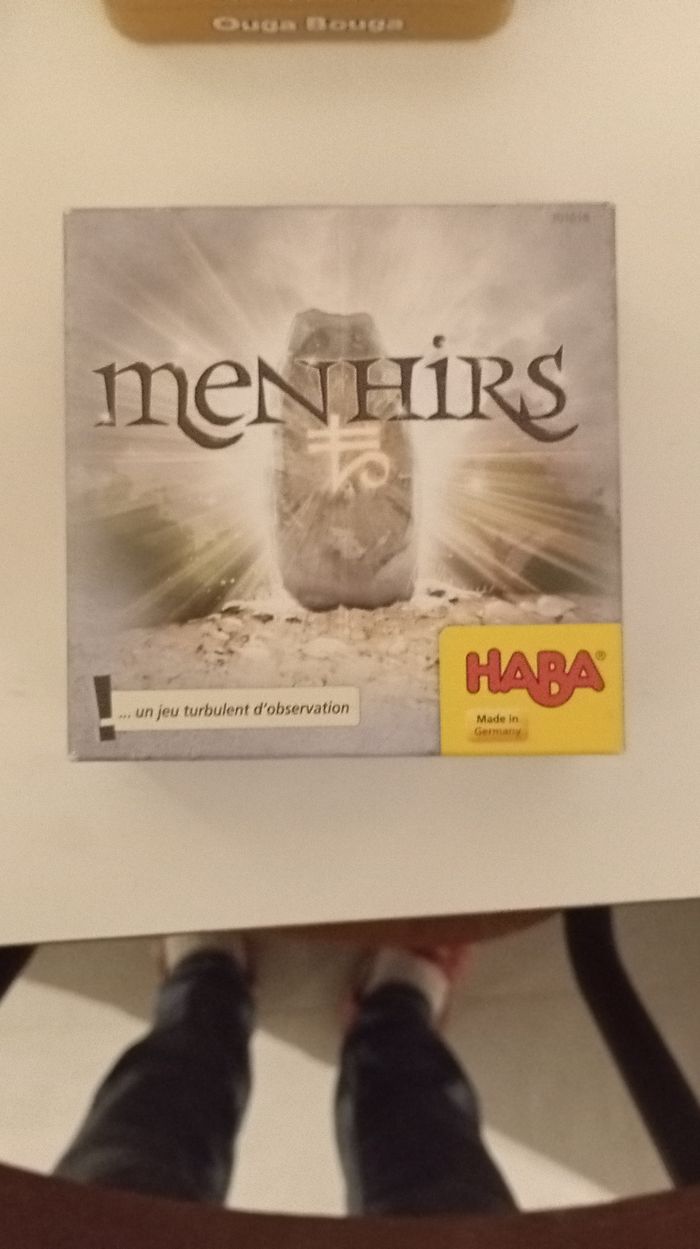 Ouga Bouga
MENHIRS
HABA®
... un jeu turbulent d'observation
Made in
Germany